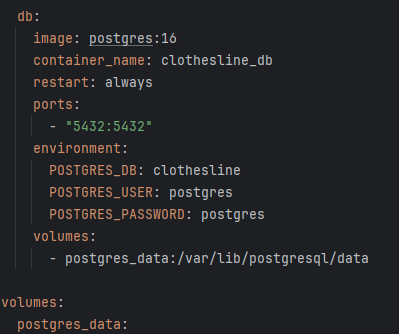 db:
  image: postgres:16
  container_name: clothesline_db
  restart: always
  ports:
    - "5432:5432"
  environment:
    POSTGRES_DB: clothesline
    POSTGRES_USER: postgres
    POSTGRES_PASSWORD: postgres
  volumes:
    - postgres_data:/var/lib/postgresql/data

volumes:
  postgres_data: